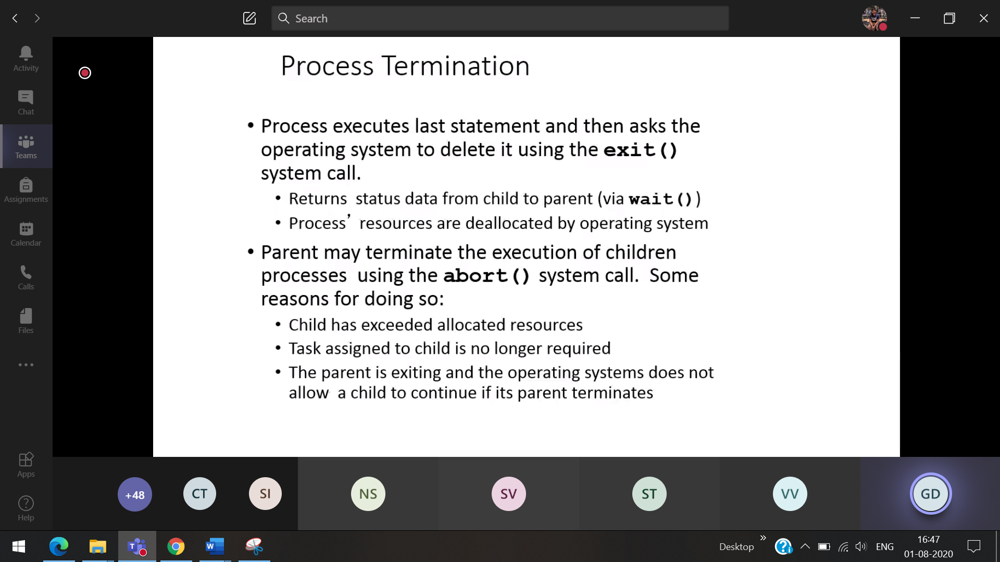 Search
Activity
Chat
Teams
Assignments
Calendar
Calls
Files
Apps
Help
Process Termination
• Process executes last statement and then asks the
operating system to delete it using the exit()
system call.
• Returns status data from child to parent (via wait())
• Process’ resources are deallocated by operating system
• Parent may terminate the execution of children
processes using the abort() system call. Some
reasons for doing so:
• Child has exceeded allocated resources
• Task assigned to child is no longer required
• The parent is exiting and the operating systems does not
allow a child to continue if its parent terminates
+48 CT SI NS SV ST VV GD
Desktop ENG 16:47
01-08-2020